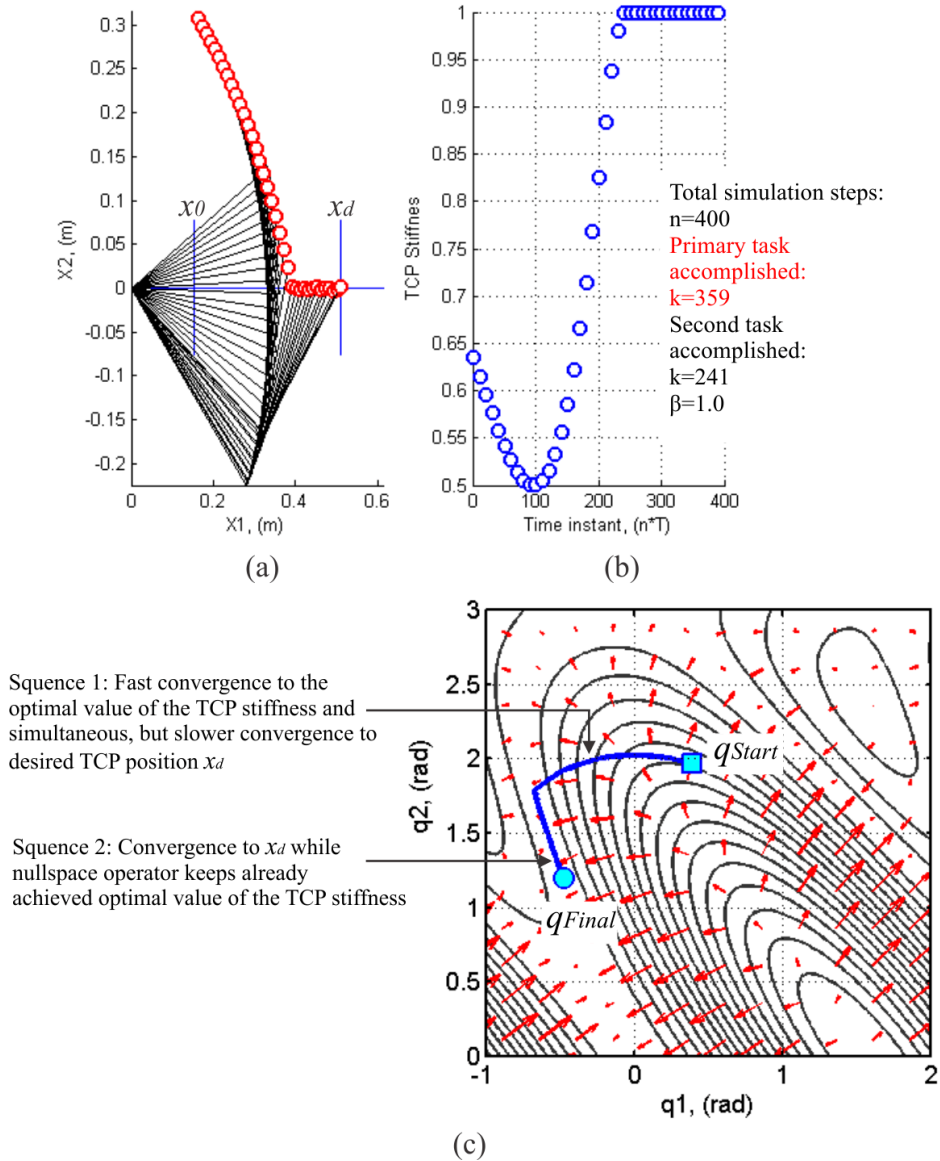 0.3
0.25
0.2
0.15
0.1
0.05
0
-0.05
-0.1
-0.15
-0.2
X2, (m)
x0
xd
0
0.2
0.4
0.6
X1, (m)
(a)
1
0.95
0.9
0.85
0.8
0.75
0.7
0.65
0.6
0.55
0.5
TCP Stiffnes
0
100
200
300
400
Time instant, (n*T)
(b)
Total simulation steps:
n=400
Primary task
accomplished:
k=359
Second task
accomplished:
k=241
β=1.0
Squence 1: Fast convergence to the
optimal value of the TCP stiffness and
simultaneous, but slower convergence to
desired TCP position xd
Squence 2: Convergence to xd while
nullspace operator keeps already
achieved optimal value of the TCP stiffness
3
2.5
2
1.5
1
0.5
0
q2, (rad)
qStart
qFinal
-1
0
1
2
q1, (rad)
(c)